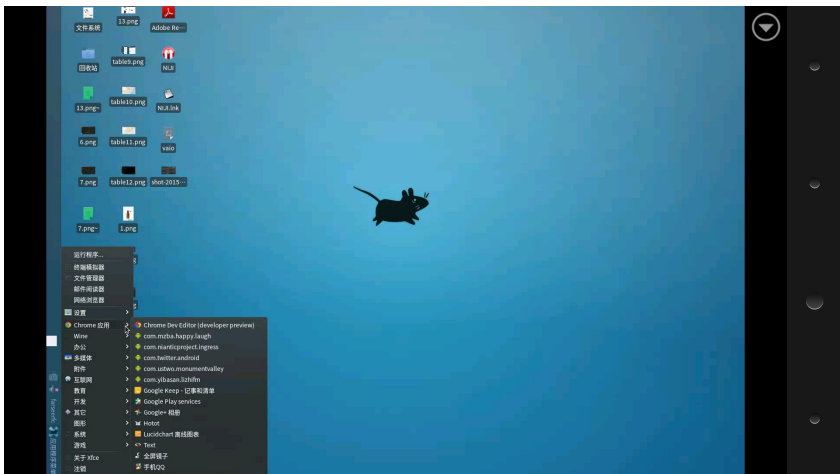 文件系统
13.png
Adobe Re…
回收站
table9.png
NIJI
13.png~
table10.png
NIJI.lnk
6.png
table11.png
vaio
7.png
table12.png
shot-2015-…
7.png~
1.png
运行程序...
终端模拟器
文件管理器
邮件阅读器
网络浏览器
设置
Chrome 应用
Wine
办公
多媒体
附件
互联网
教育
开发
其它
图形
系统
游戏
关于 Xfce
注销
Chrome Dev Editor (developer preview)
com.mzba.happy.laugh
com.nianticproject.ingress
com.twitter.android
com.ustwo.monumentvalley
com.yibasan.lizhifm
Google Keep - 记事和清单
Google Play services
Google+ 相册
Hotot
Lucidchart 离线图表
Text
全屏镜子
手机QQ